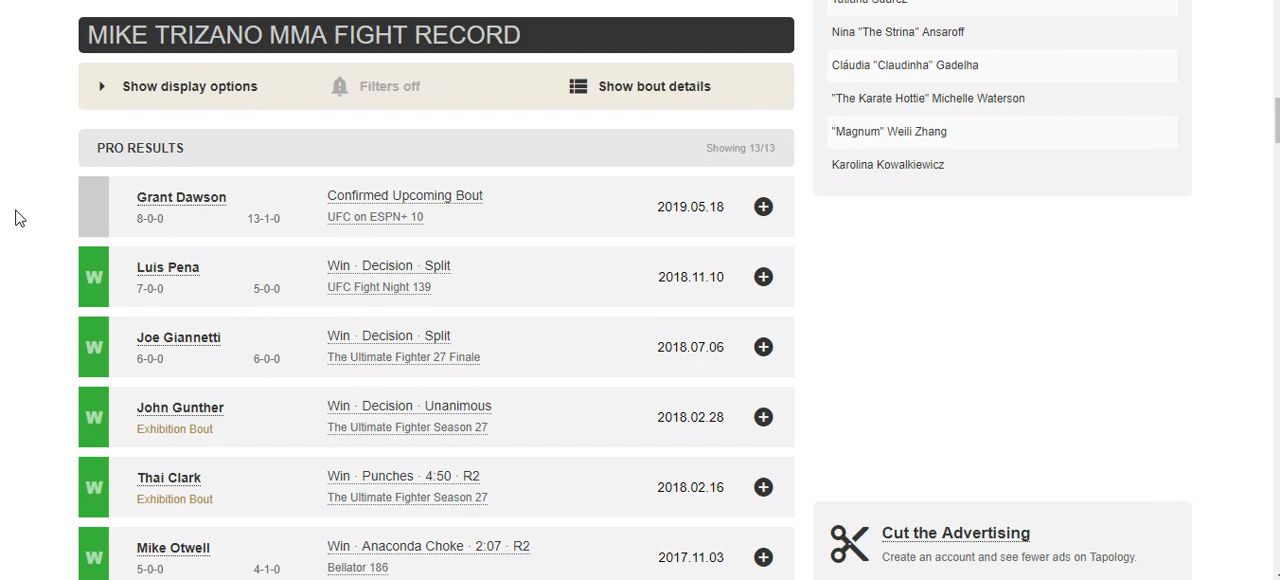 MIKE TRIZANO MMA FIGHT RECORD
Show display options Filters off Show bout details
PRO RESULTS Showing 13/13
Grant Dawson Confirmed Upcoming Bout 2019.05.18
8-0-0 13-1-0 UFC on ESPN+ 10
W Luis Pena Win · Decision · Split 2018.11.10
7-0-0 5-0-0 UFC Fight Night 139
W Joe Giannetti Win · Decision · Split 2018.07.06
6-0-0 6-0-0 The Ultimate Fighter 27 Finale
W John Gunther Win · Decision · Unanimous 2018.02.28
Exhibition Bout The Ultimate Fighter Season 27
W Thai Clark Win · Punches · 4:50 · R2 2018.02.16
Exhibition Bout The Ultimate Fighter Season 27
W Mike Otwell Win · Anaconda Choke · 2:07 · R2 2017.11.03
5-0-0 4-1-0 Bellator 186
Nina "The Strina" Ansaroff
Cláudia "Claudinha" Gadelha
"The Karate Hottie" Michelle Waterson
"Magnum" Weili Zhang
Karolina Kowalkiewicz
Cut the Advertising
Create an account and see fewer ads on Tapology.